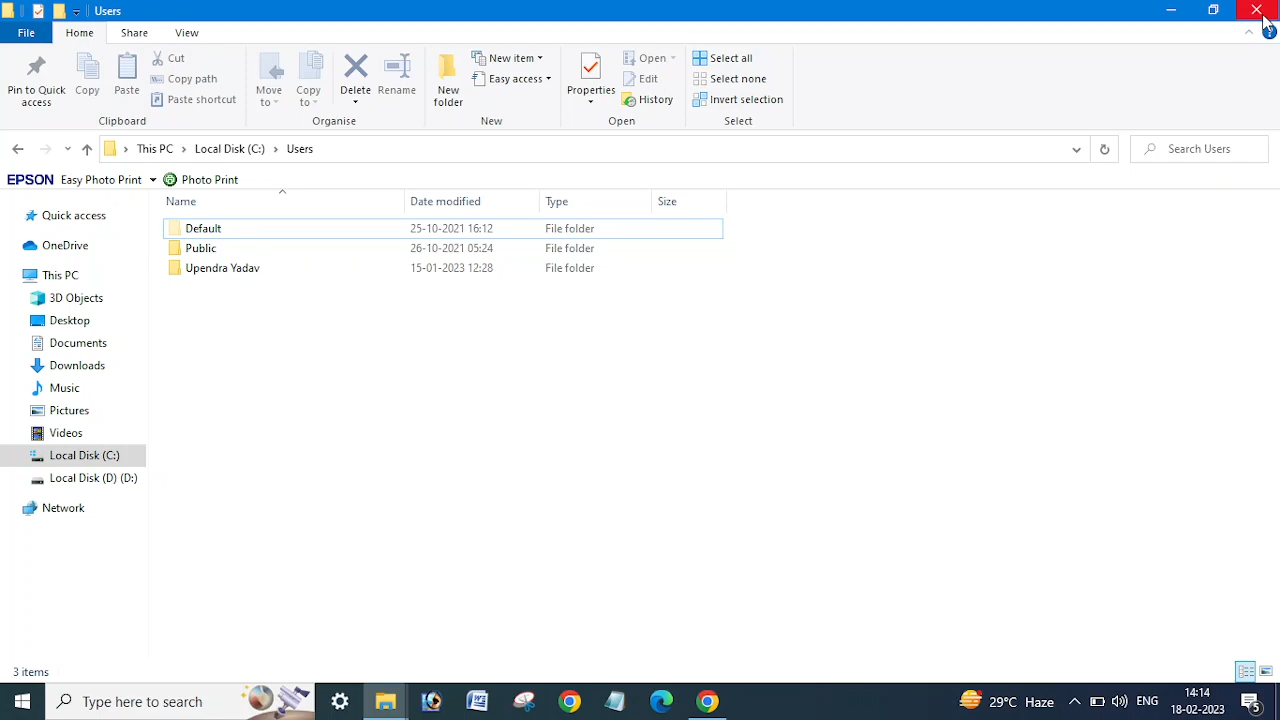 Users
File Home Share View
Pin to Quick access
Copy
Paste
Cut
Copy path
Paste shortcut
Clipboard
Move to
Copy to
Delete
Rename
Organise
New folder
New item
Easy access
New
Properties
Open
Edit
History
Open
Select all
Select none
Invert selection
Select
This PC Local Disk (C:) Users
Search Users
EPSON Easy Photo Print Photo Print
Name Date modified Type Size
Default 25-10-2021 16:12 File folder
Public 26-10-2021 05:24 File folder
Upendra Yadav 15-01-2023 12:28 File folder
Quick access
OneDrive
This PC
3D Objects
Desktop
Documents
Downloads
Music
Pictures
Videos
Local Disk (C:)
Local Disk (D) (D:)
Network
3 items
Type here to search
29°C Haze
ENG
14:14
18-02-2023
5